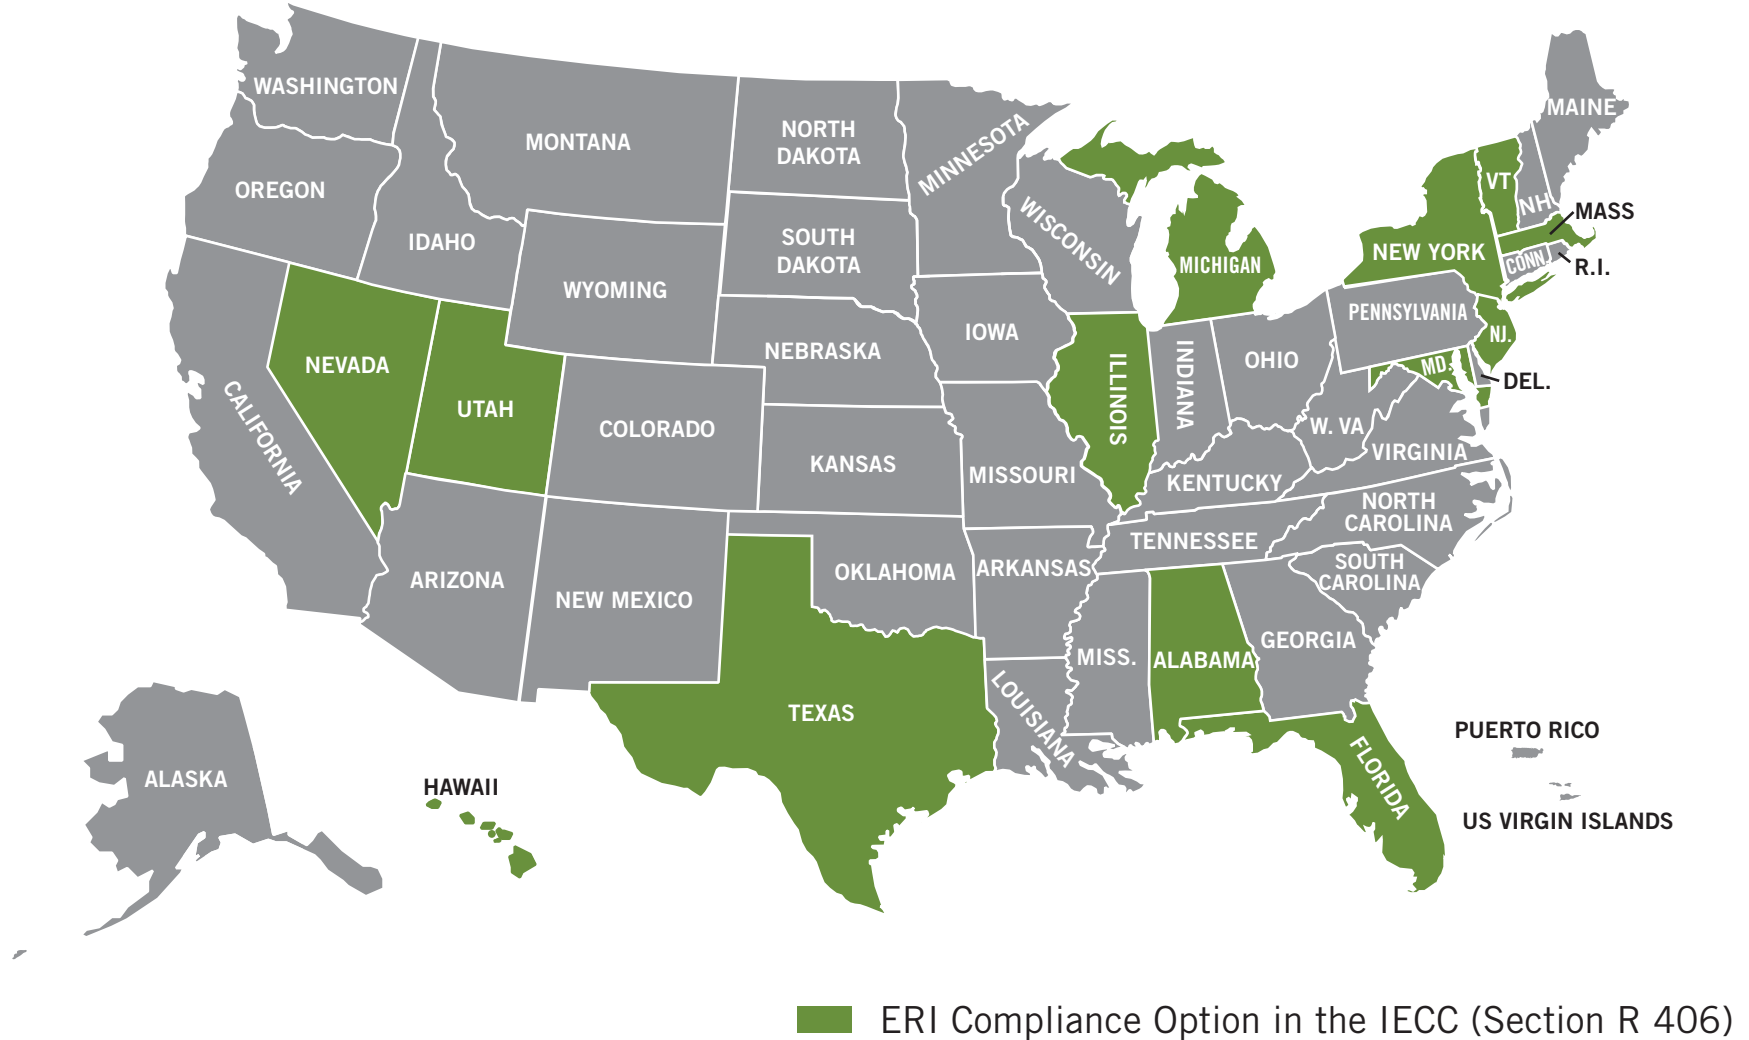 WASHINGTON
MONTANA
NORTH
DAKOTA
MINNESOTA
MAINE
OREGON
IDAHO
SOUTH
DAKOTA
WISCONSIN
MICHIGAN
NEW YORK
VT
NH
MASS
CONN.
R.I.
WYOMING
NEVADA
UTAH
COLORADO
NEBRASKA
IOWA
ILLINOIS
INDIANA
OHIO
PENNSYLVANIA
NJ.
MD.
DEL.
CALIFORNIA
KANSAS
MISSOURI
KENTUCKY
W. VA
VIRGINIA
NORTH
CAROLINA
TENNESSEE
SOUTH
CAROLINA
ARIZONA
NEW MEXICO
OKLAHOMA
ARKANSAS
MISS.
ALABAMA
GEORGIA
TEXAS
LOUISIANA
FLORIDA
PUERTO RICO
US VIRGIN ISLANDS
ALASKA
HAWAII
ERI Compliance Option in the IECC (Section R 406)